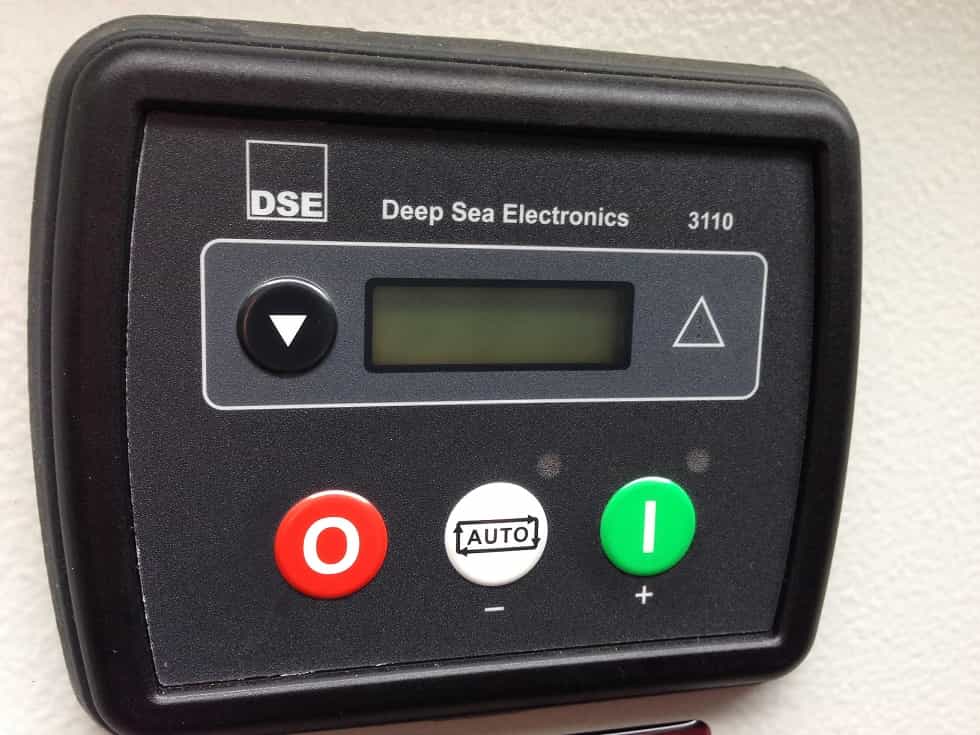 DSE
Deep Sea Electronics
3110
O
AUTO
I
–
+